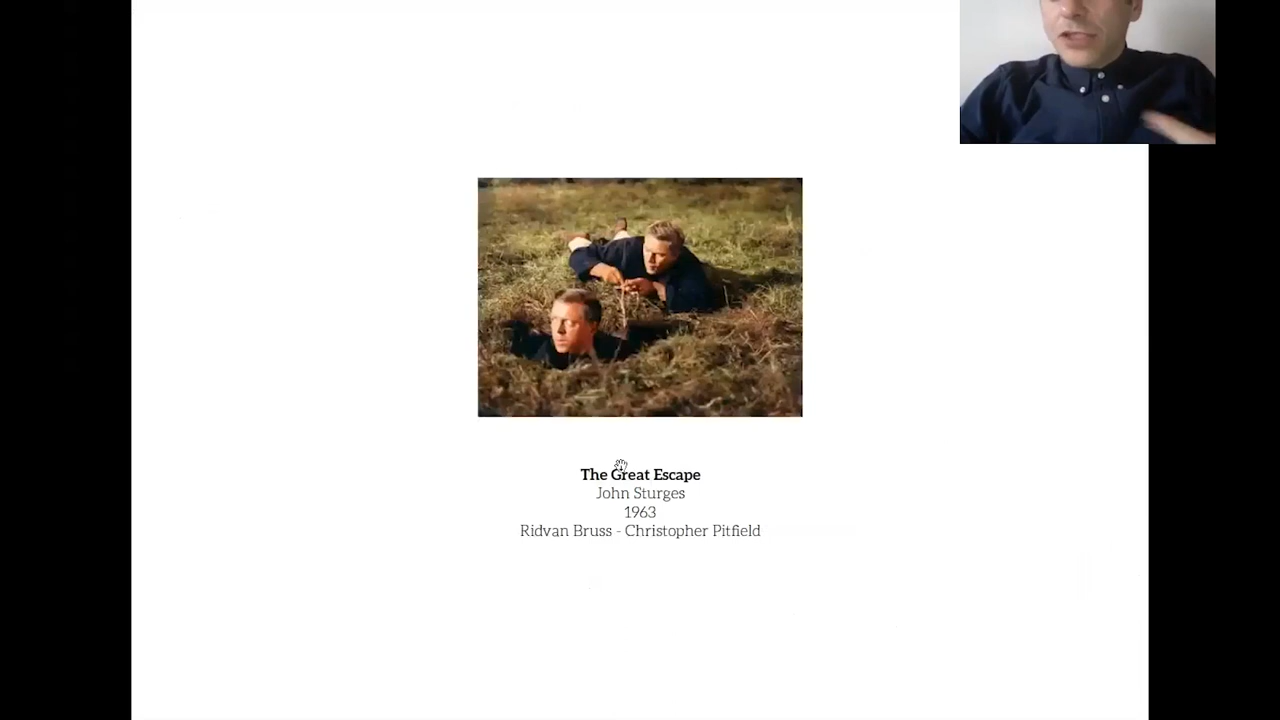 The Great Escape
John Sturges
1963
Ridvan Bruss - Christopher Pitfield